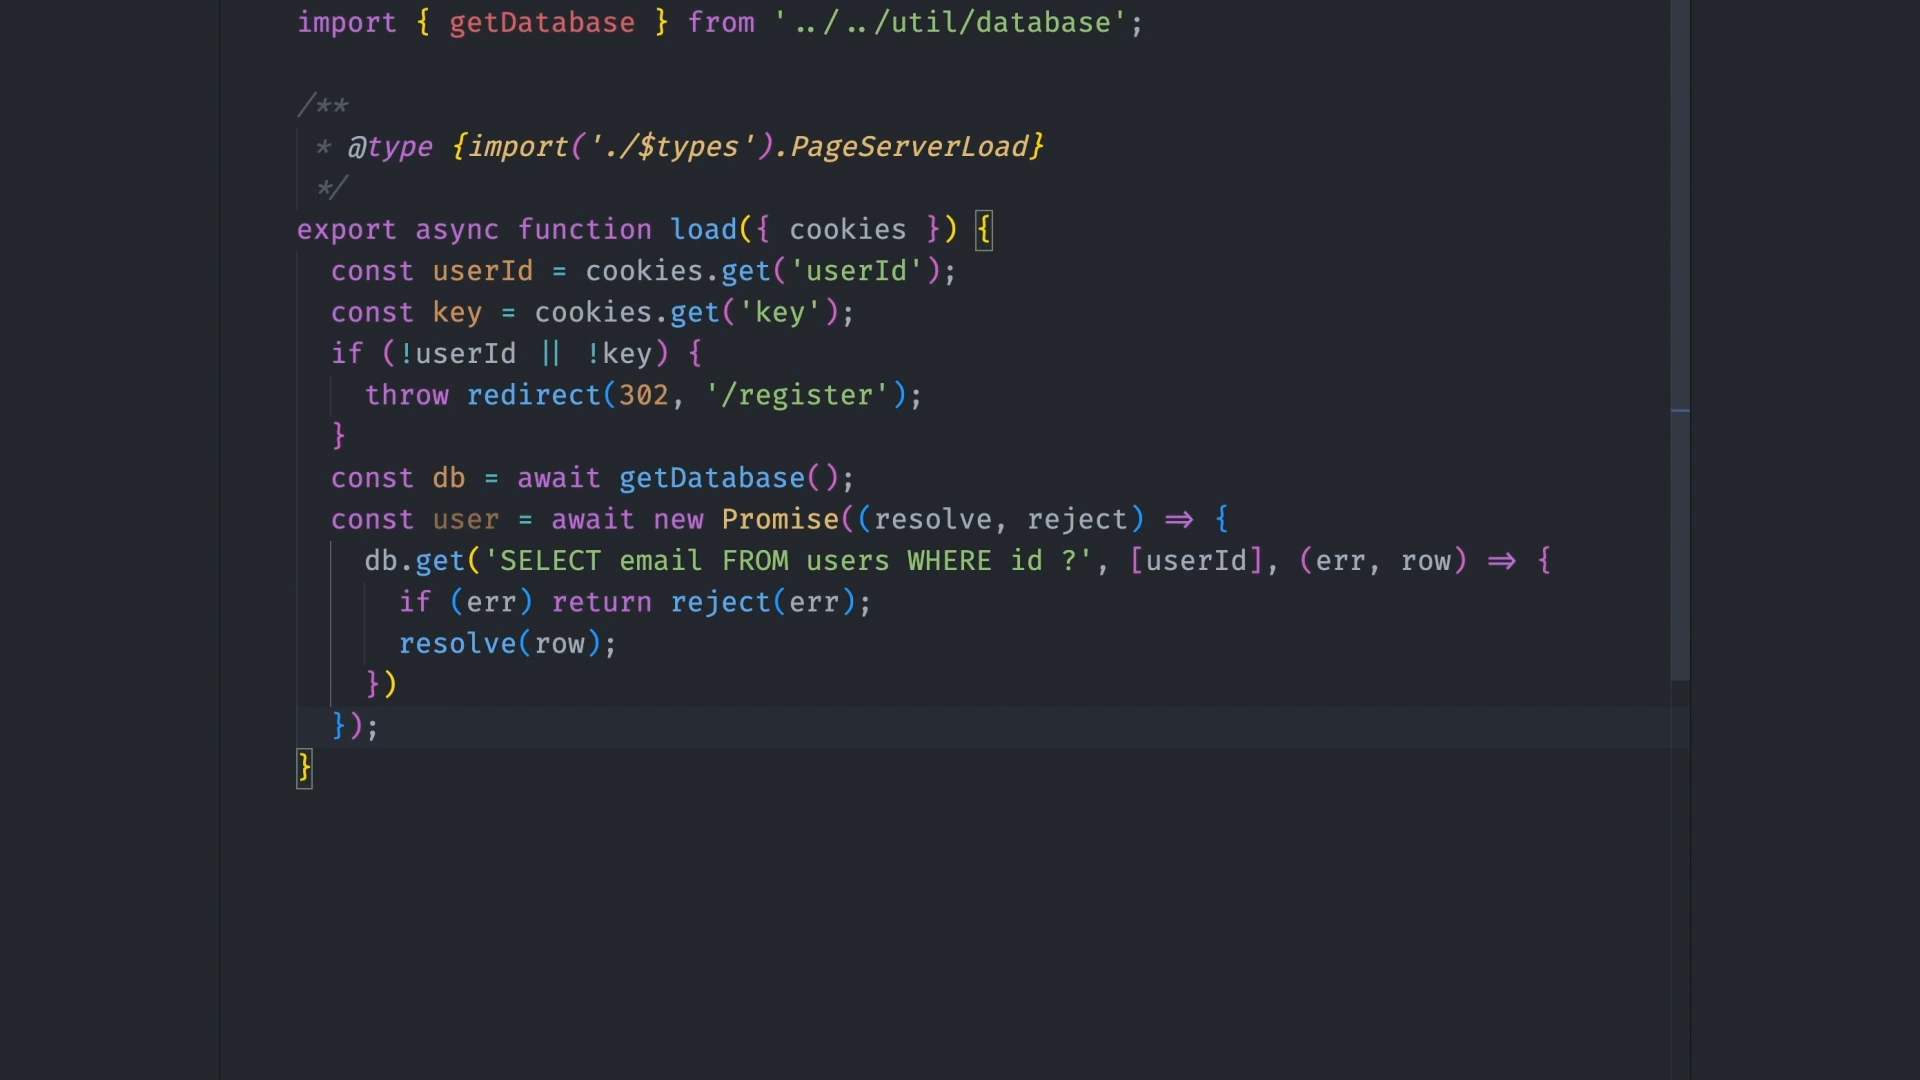 import { getDatabase } from '../../util/database';
/**
 * @type {import('./$types').PageServerLoad}
 */
export async function load({ cookies }) {
  const userId = cookies.get('userId');
  const key = cookies.get('key');
  if (!userId || !key) {
    throw redirect(302, '/register');
  }
  const db = await getDatabase();
  const user = await new Promise((resolve, reject) => {
    db.get('SELECT email FROM users WHERE id ?', [userId], (err, row) => {
      if (err) return reject(err);
      resolve(row);
    })
  });
}